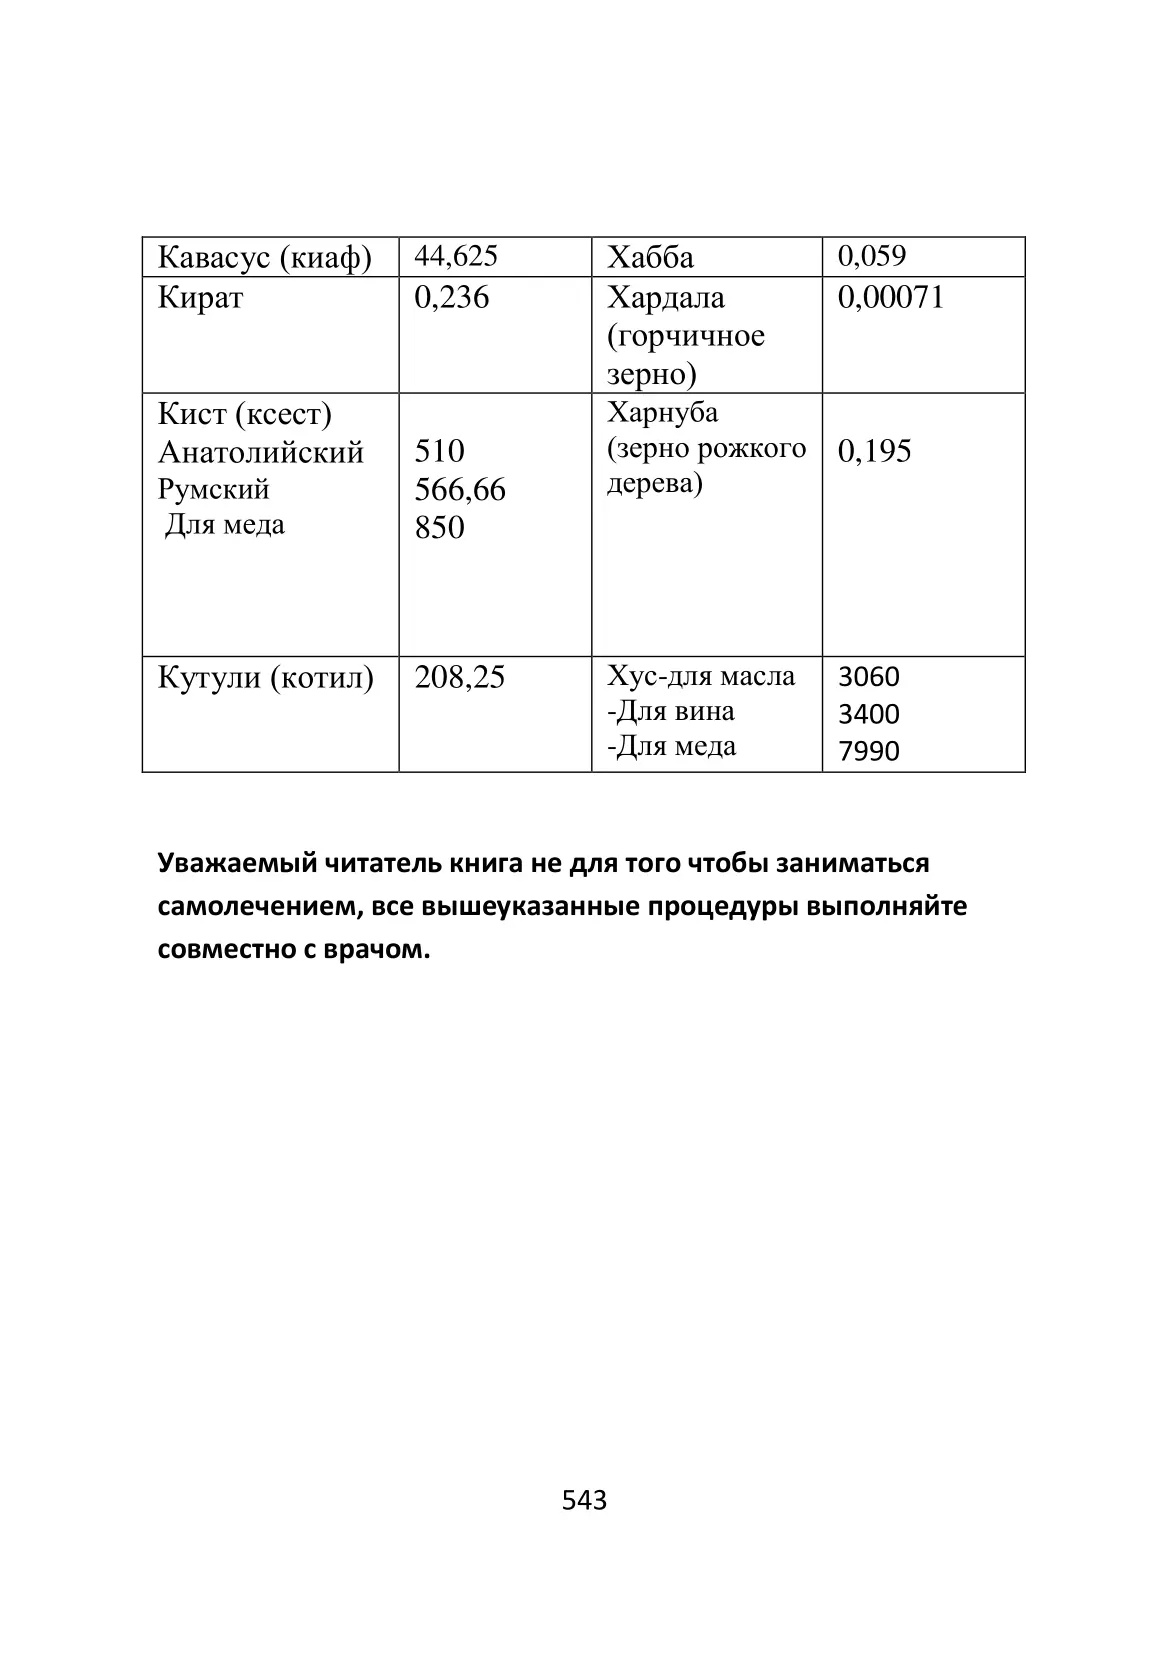 Кавасус (киаф) 44,625 Хабба 0,059
Кират 0,236 Хардала 0,00071
(горчичное
зерно)
Кист (ксест) Харнуба
Анатолийский 510 (зерно рожкого 0,195
Румский 566,66 дерева)
Для меда 850
Кутули (котил) 208,25 Хус-для масла 3060
-Для вина 3400
-Для меда 7990
Уважаемый читатель книга не для того чтобы заниматься
самолечением, все вышеуказанные процедуры выполняйте
совместно с врачом.
543